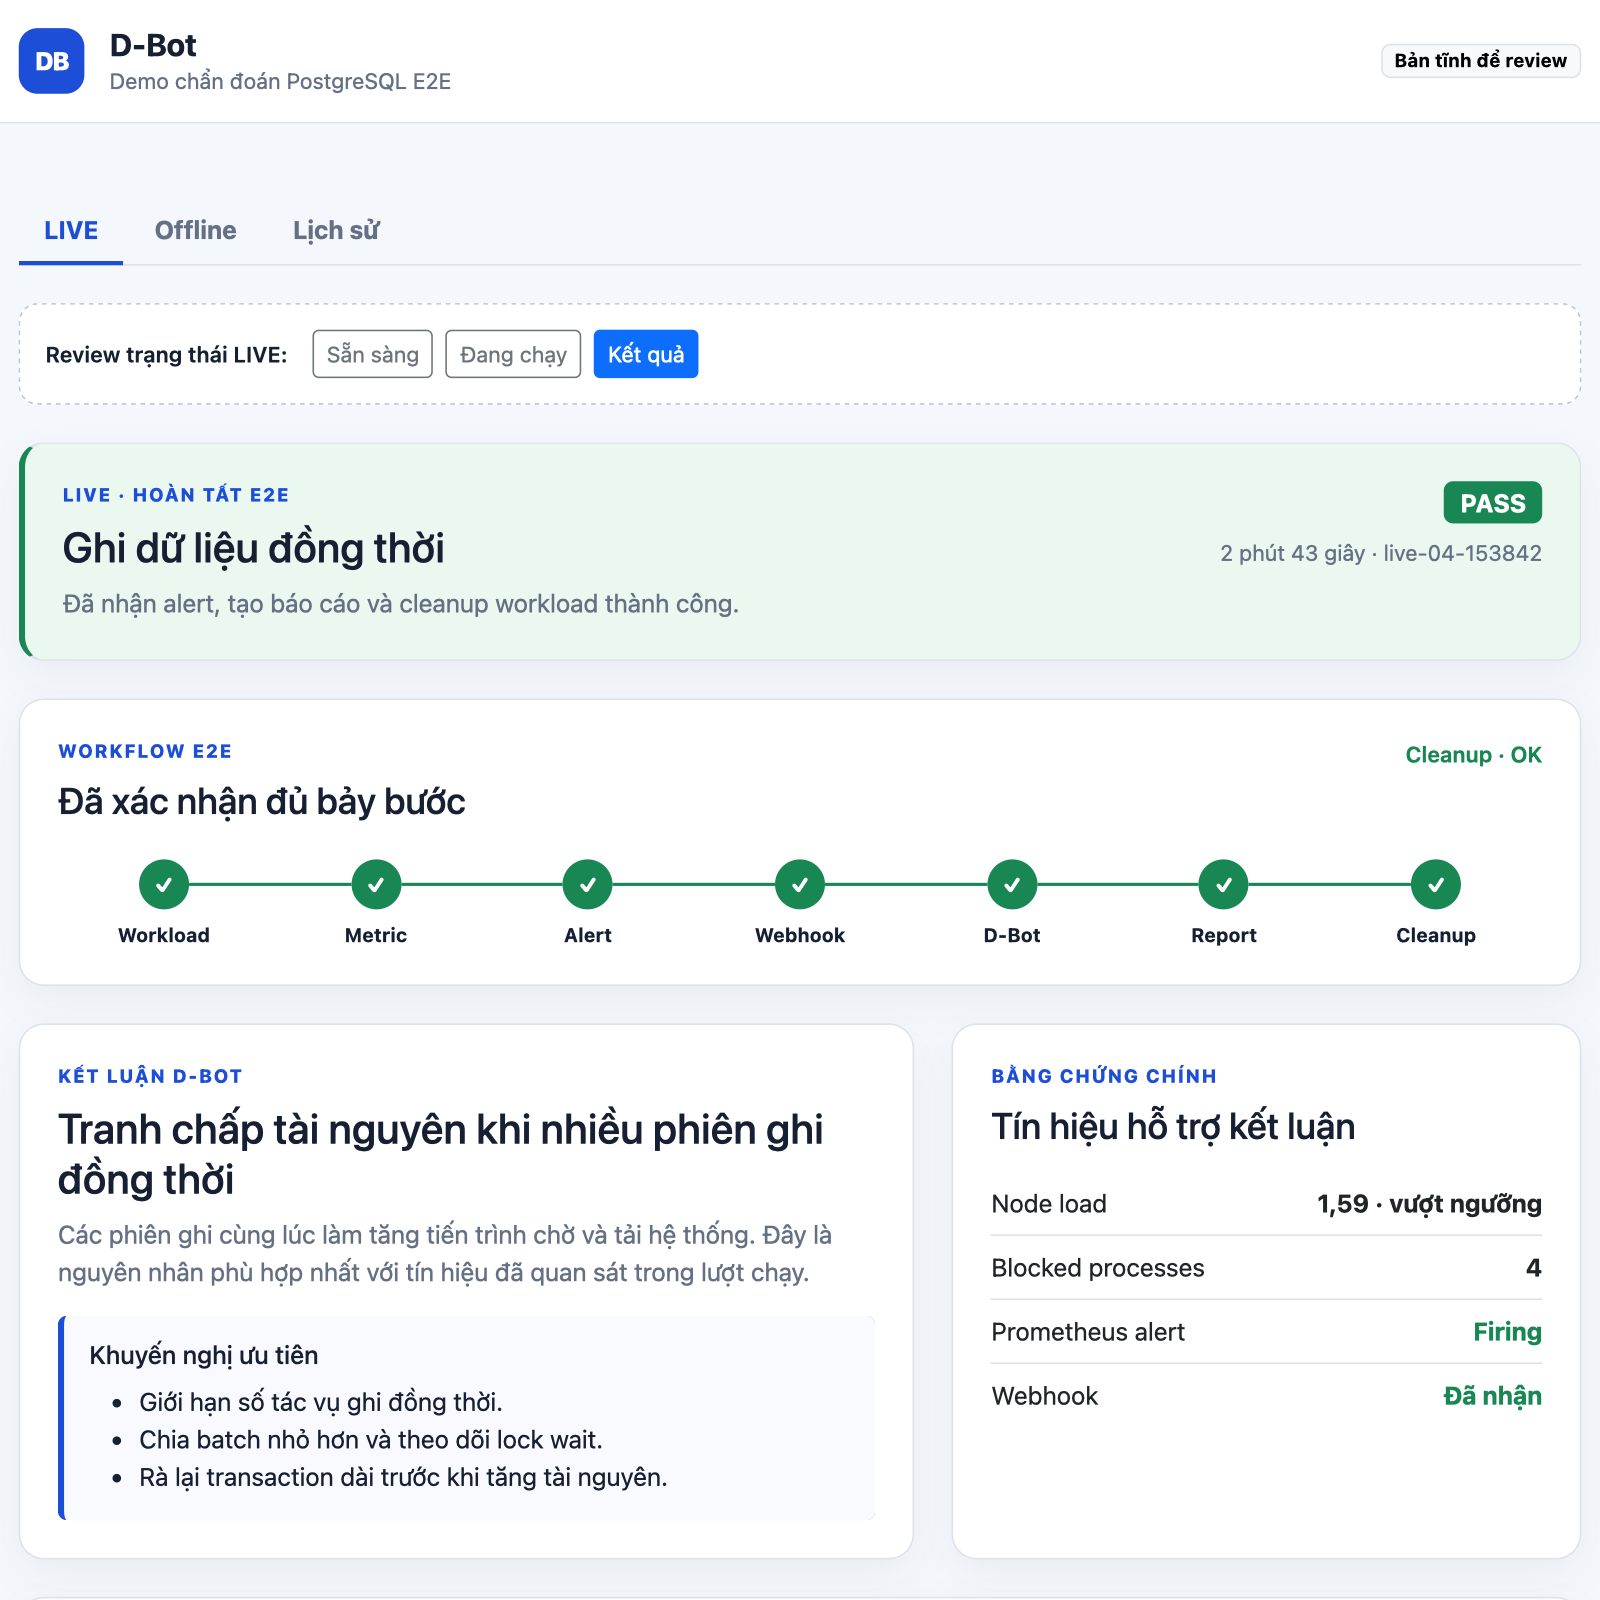 DB
D-Bot
Demo chẩn đoán PostgreSQL E2E
Bản tĩnh để review
LIVE
Offline
Lịch sử
Review trạng thái LIVE:
Sẵn sàng
Đang chạy
Kết quả
LIVE · HOÀN TẤT E2E
Ghi dữ liệu đồng thời
Đã nhận alert, tạo báo cáo và cleanup workload thành công.
PASS
2 phút 43 giây · live-04-153842
WORKFLOW E2E
Đã xác nhận đủ bảy bước
Cleanup · OK
Workload
Metric
Alert
Webhook
D-Bot
Report
Cleanup
KẾT LUẬN D-BOT
Tranh chấp tài nguyên khi nhiều phiên ghi
đồng thời
Các phiên ghi cùng lúc làm tăng tiến trình chờ và tải hệ thống. Đây là
nguyên nhân phù hợp nhất với tín hiệu đã quan sát trong lượt chạy.
Khuyến nghị ưu tiên
• Giới hạn số tác vụ ghi đồng thời.
• Chia batch nhỏ hơn và theo dõi lock wait.
• Rà lại transaction dài trước khi tăng tài nguyên.
BẰNG CHỨNG CHÍNH
Tín hiệu hỗ trợ kết luận
Node load 1,59 · vượt ngưỡng
Blocked processes 4
Prometheus alert Firing
Webhook Đã nhận